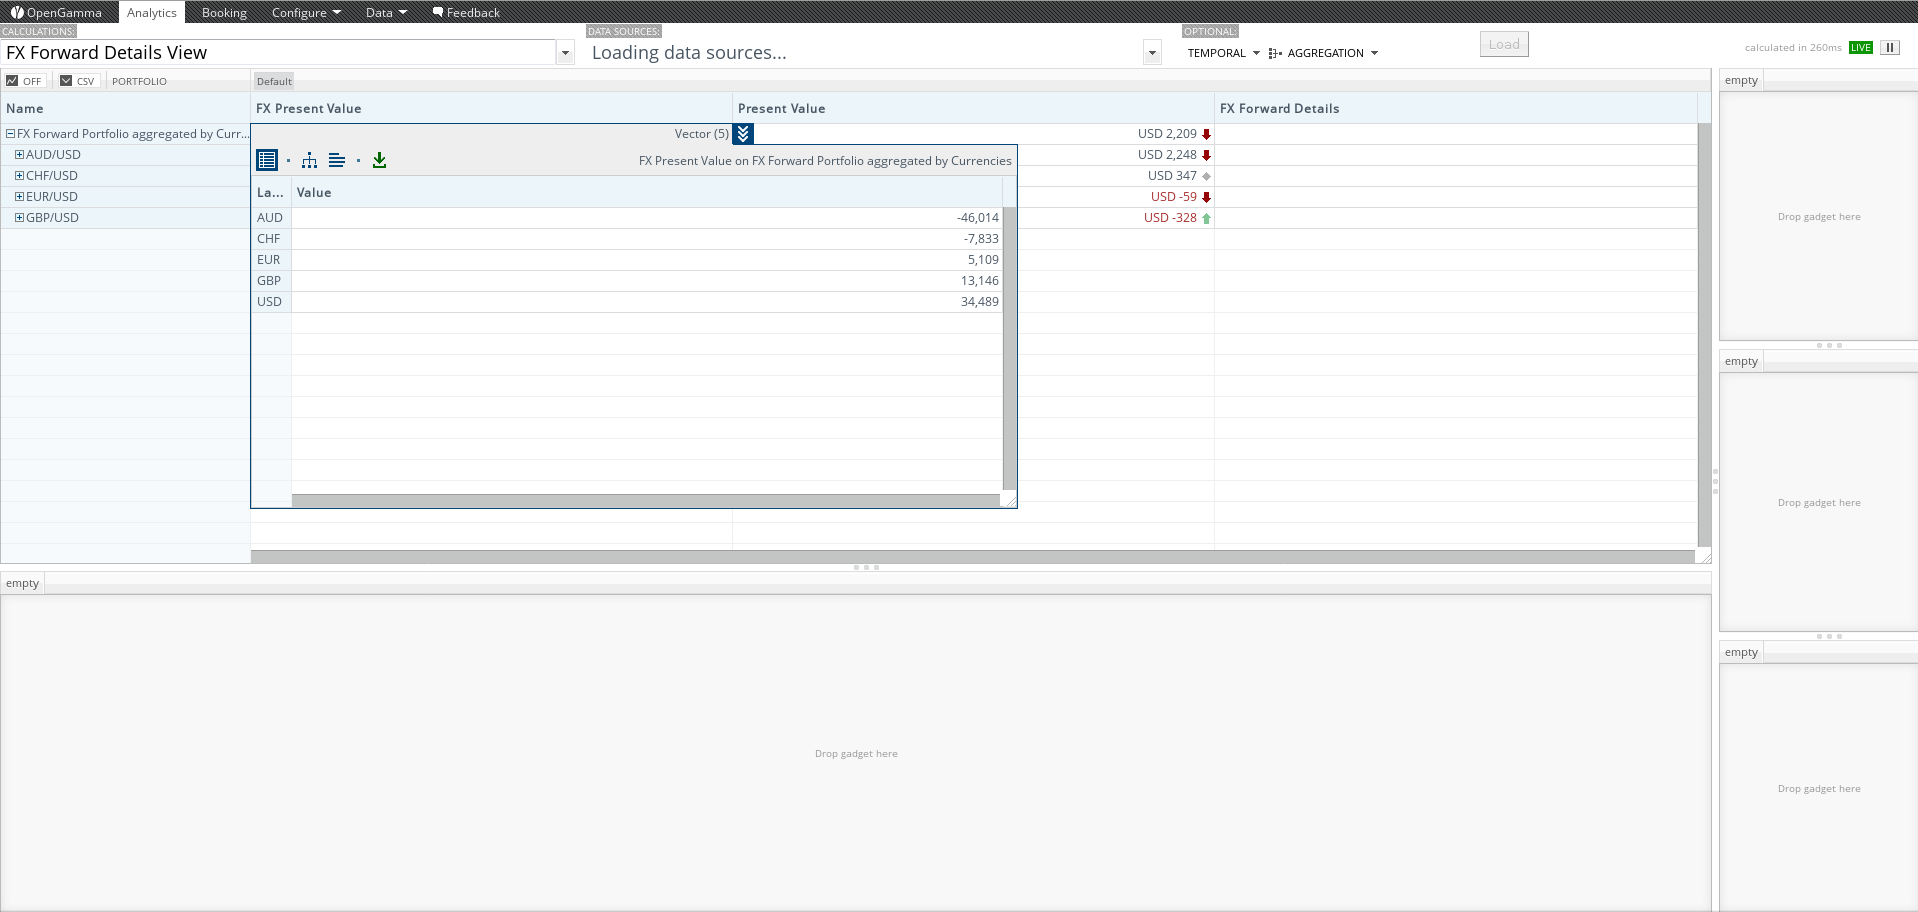 OpenGamma Analytics Booking Configure Data Feedback
CALCULATIONS: DATA SOURCES: OPTIONAL:
FX Forward Details View Loading data sources... TEMPORAL AGGREGATION Load calculated in 260ms LIVE
OFF CSV PORTFOLIO Default empty
Name FX Present Value Present Value FX Forward Details
FX Forward Portfolio aggregated by Curr... Vector (5) USD 2,209
AUD/USD USD 2,248
FX Present Value on FX Forward Portfolio aggregated by Currencies
CHF/USD USD 347
EUR/USD La... Value USD -59
GBP/USD AUD -46,014 USD -328 Drop gadget here
CHF -7,833
EUR 5,109
GBP 13,146
USD 34,489
empty
Drop gadget here
empty
empty
Drop gadget here
Drop gadget here